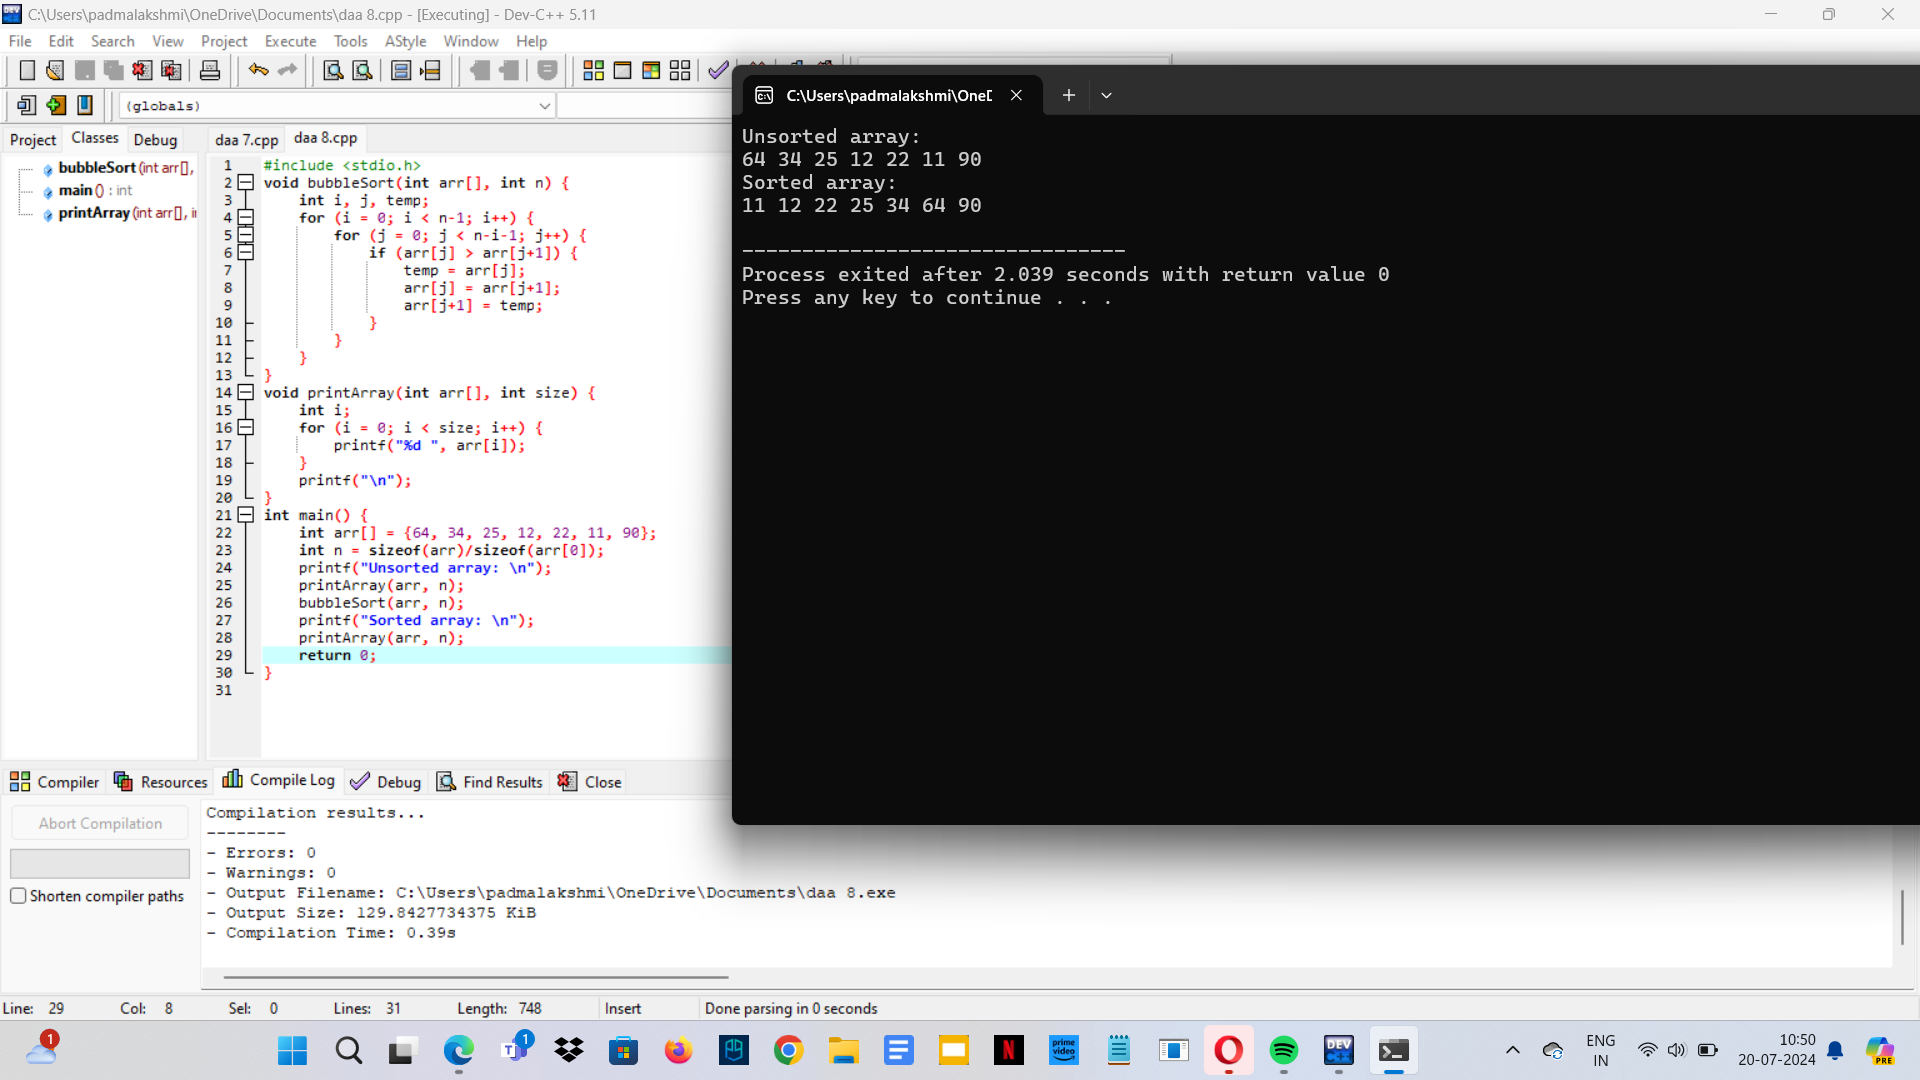 C:\Users\padmalakshmi\OneDrive\Documents\daa 8.cpp - [Executing] - Dev-C++ 5.11
File Edit Search View Project Execute Tools AStyle Window Help
(globals)
Project Classes Debug
daa 7.cpp daa 8.cpp
bubbleSort (int arr[],
main () : int
printArray (int arr[], i
1 #include <stdio.h>
2 void bubbleSort(int arr[], int n) {
3 int i, j, temp;
4 for (i = 0; i < n-1; i++) {
5 for (j = 0; j < n-i-1; j++) {
6 if (arr[j] > arr[j+1]) {
7 temp = arr[j];
8 arr[j] = arr[j+1];
9 arr[j+1] = temp;
10 }
11 }
12 }
13 }
14 void printArray(int arr[], int size) {
15 int i;
16 for (i = 0; i < size; i++) {
17 printf("%d ", arr[i]);
18 }
19 printf("\n");
20 }
21 int main() {
22 int arr[] = {64, 34, 25, 12, 22, 11, 90};
23 int n = sizeof(arr)/sizeof(arr[0]);
24 printf("Unsorted array: \n");
25 printArray(arr, n);
26 bubbleSort(arr, n);
27 printf("Sorted array: \n");
28 printArray(arr, n);
29 return 0;
30 }
31
C:\Users\padmalakshmi\OneD
Unsorted array:
64 34 25 12 22 11 90
Sorted array:
11 12 22 25 34 64 90
--------------------------------
Process exited after 2.039 seconds with return value 0
Press any key to continue . . .
Compiler Resources Compile Log Debug Find Results Close
Abort Compilation
Shorten compiler paths
Compilation results...
--------
- Errors: 0
- Warnings: 0
- Output Filename: C:\Users\padmalakshmi\OneDrive\Documents\daa 8.exe
- Output Size: 129.8427734375 KiB
- Compilation Time: 0.39s
Line: 29 Col: 8 Sel: 0 Lines: 31 Length: 748 Insert Done parsing in 0 seconds
1
1
prime video
DEV C++
ENG
IN
10:50
20-07-2024
PRE